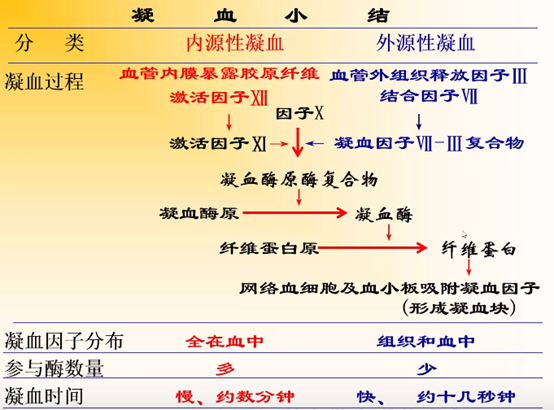 凝血小结
分类 内源性凝血 外源性凝血
凝血过程 血管内膜暴露胶原纤维 血管外组织释放因子Ⅲ
激活因子Ⅻ 结合因子Ⅶ
因子Ⅹ
激活因子Ⅺ 凝血因子Ⅶ-Ⅲ复合物
凝血酶原酶复合物
凝血酶原 凝血酶
纤维蛋白原 纤维蛋白
网络血细胞及血小板吸附凝血因子
(形成凝血块)
凝血因子分布 全在血中 组织和血中
参与酶数量 多 少
凝血时间 慢、约数分钟 快、约十几秒钟